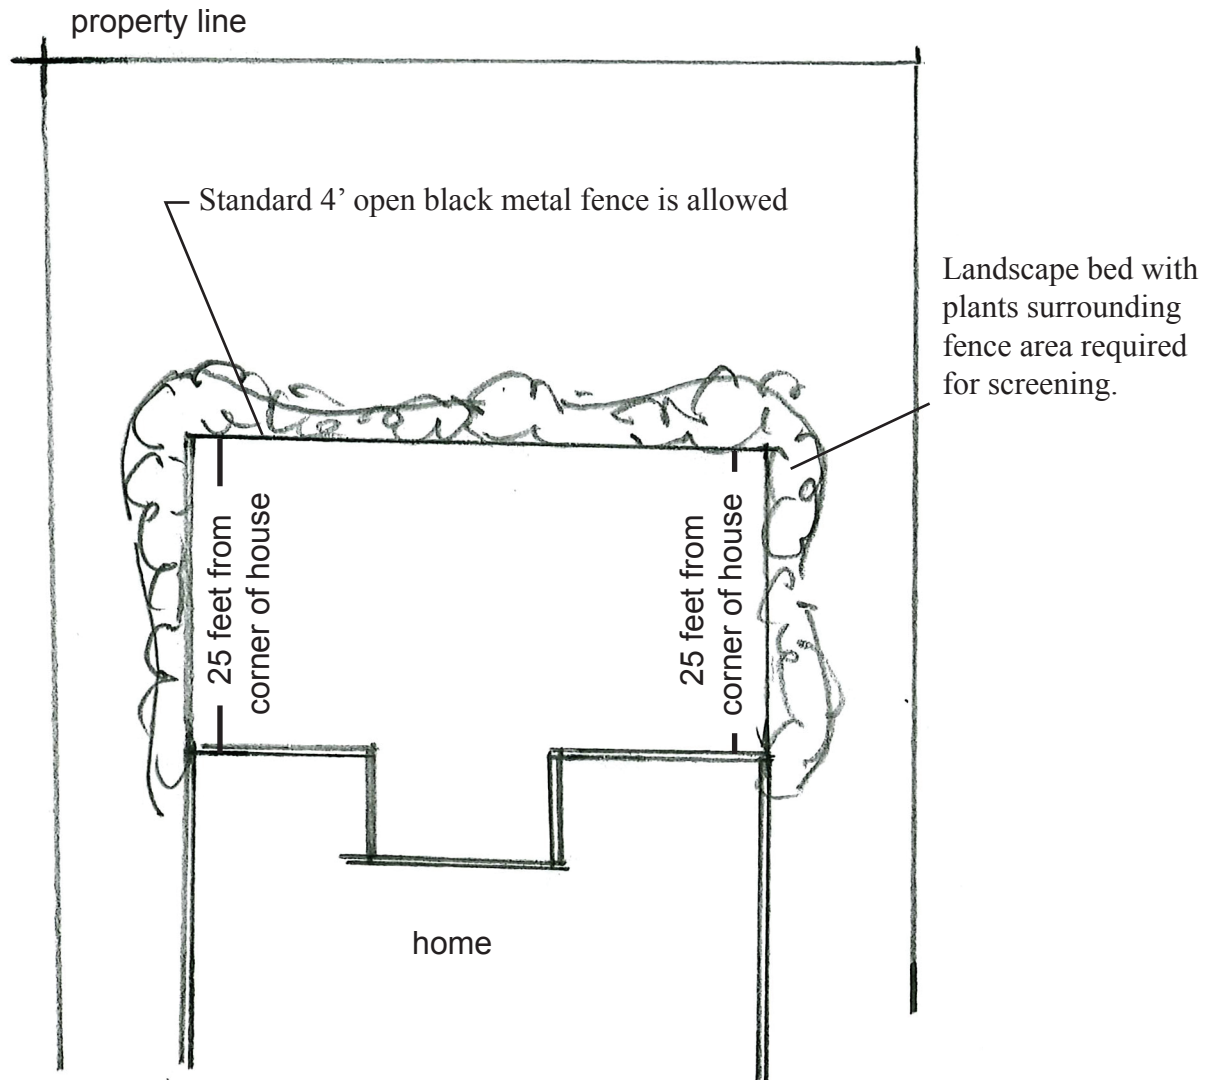 property line
Standard 4’ open black metal fence is allowed
Landscape bed with
plants surrounding
fence area required
for screening.
25 feet from
corner of house
25 feet from
corner of house
home